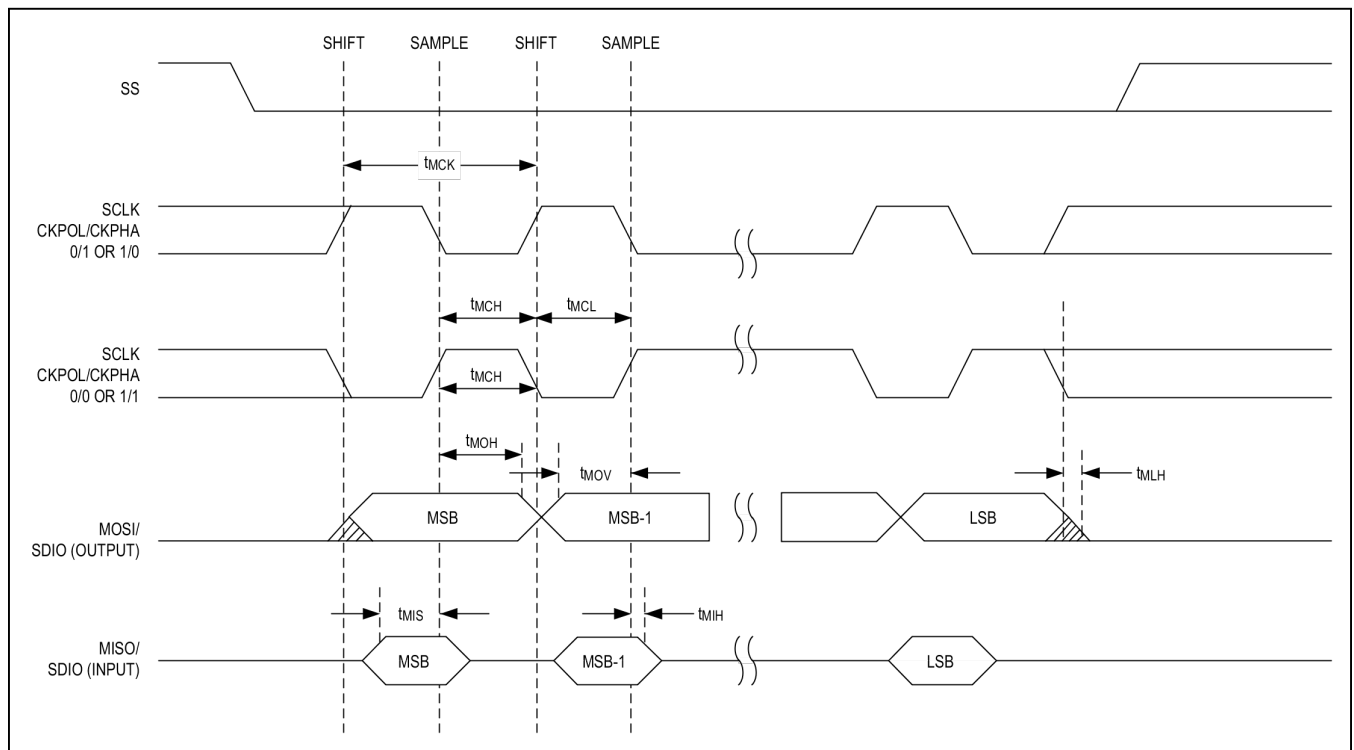 SHIFT SAMPLE SHIFT SAMPLE
SS
tMCK
SCLK
CKPOL/CKPHA
0/1 OR 1/0
tMCH tMCL
SCLK
CKPOL/CKPHA
0/0 OR 1/1
tMCH
tMOH
tMOV tMLH
MOSI/
SDIO (OUTPUT)
MSB MSB-1 LSB
tMIS tMIH
MISO/
SDIO (INPUT)
MSB MSB-1 LSB